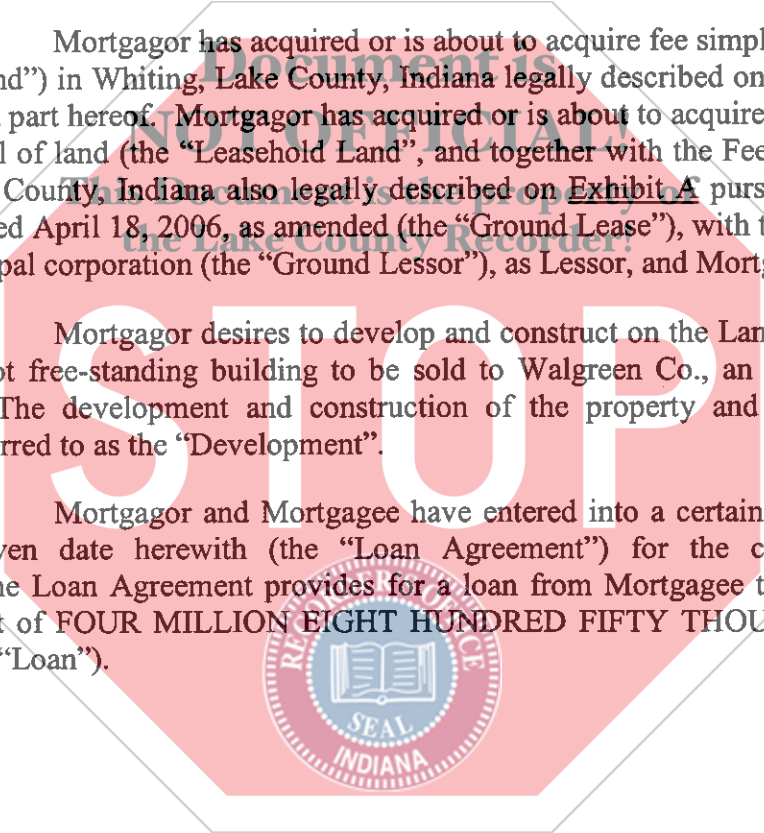 Mortgagor has acquired or is about to acquire fee simpl
nd”) in Whiting, Lake County, Indiana legally described on
part hereof. Mortgagor has acquired or is about to acquire
l of land (the “Leasehold Land”, and together with the Fee
County, Indiana also legally described on Exhibit A purs
ed April 18, 2006, as amended (the “Ground Lease”), with t
pal corporation (the “Ground Lessor”), as Lessor, and Mortg
Document is
NOT OFFICIAL!
This Document is the property of
the Lake County Recorder!
Mortgagor desires to develop and construct on the Lan
ot free-standing building to be sold to Walgreen Co., an
The development and construction of the property and
rred to as the “Development”.
STOP
Mortgagor and Mortgagee have entered into a certain
ven date herewith (the “Loan Agreement”) for the c
ne Loan Agreement provides for a loan from Mortgagee t
t of FOUR MILLION EIGHT HUNDRED FIFTY THOU
“Loan”).
RECORDER'S OFFICE
SEAL
INDIANA